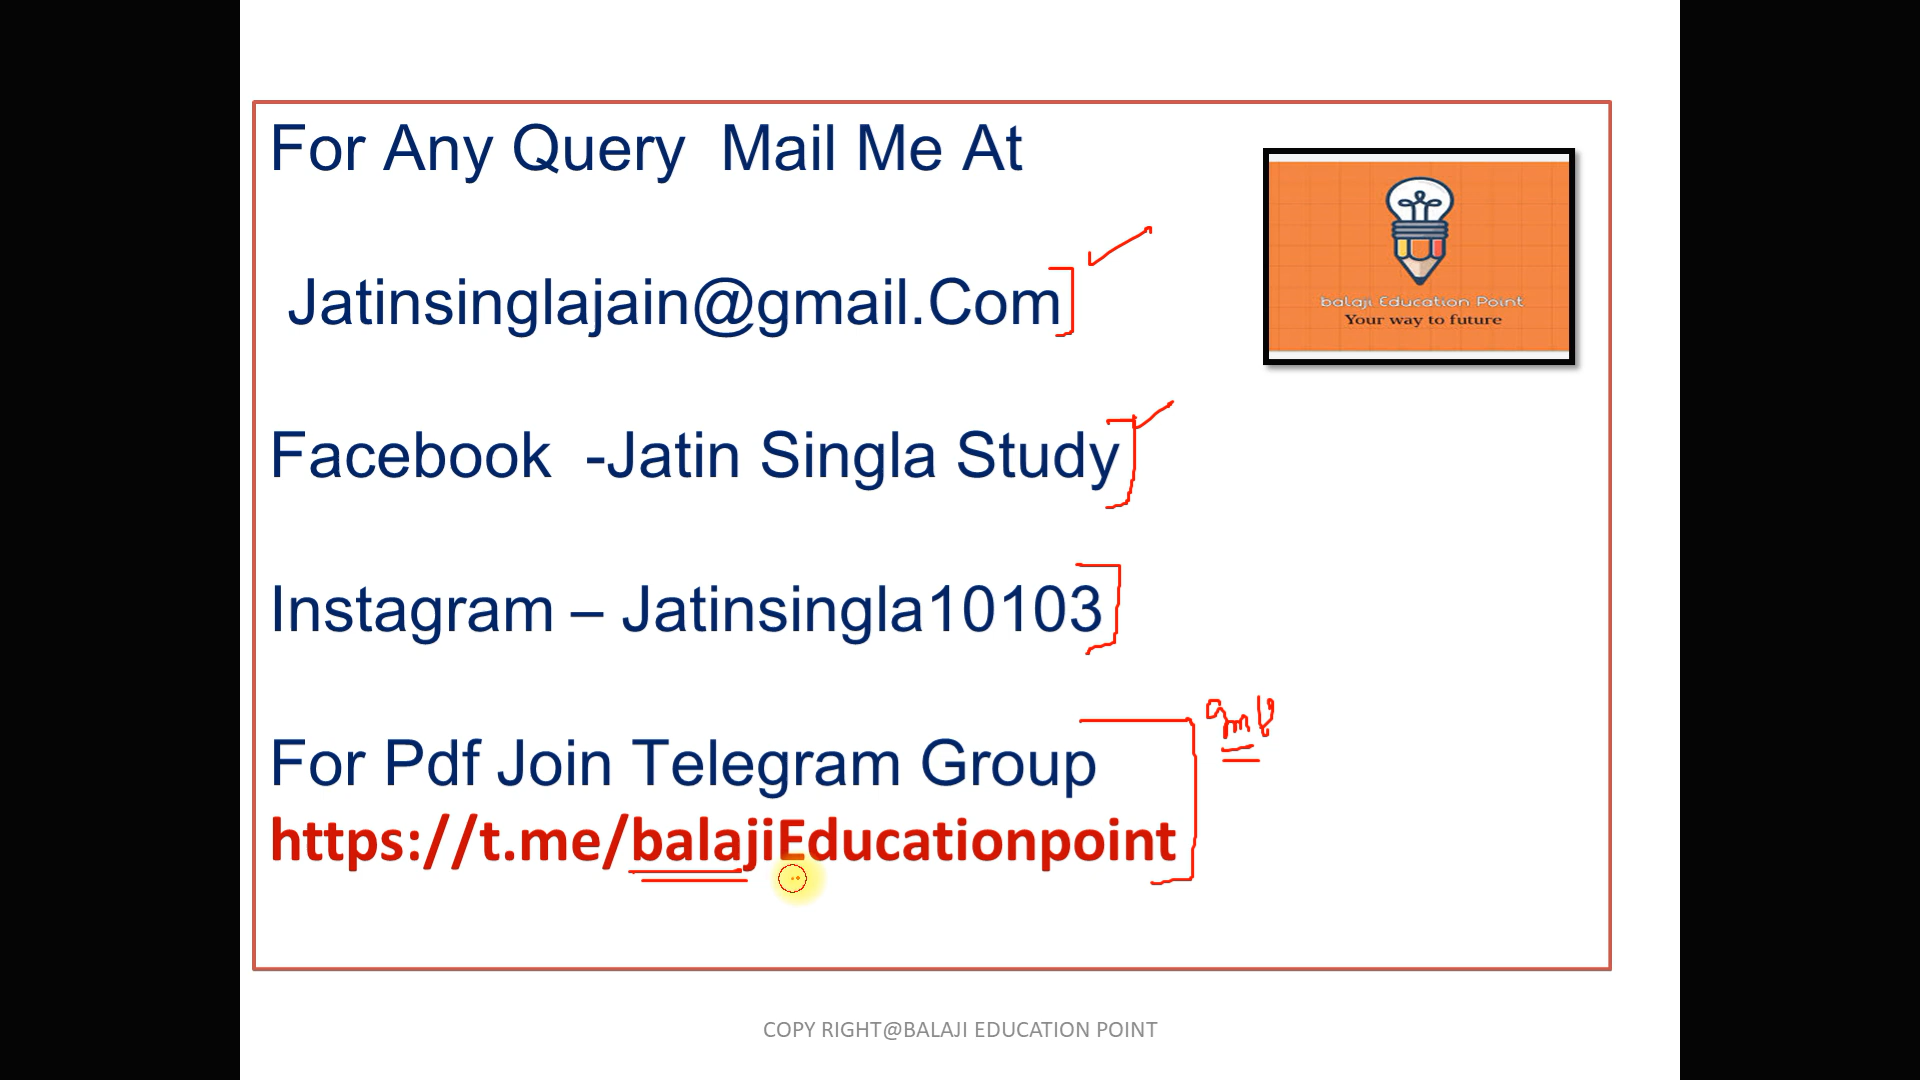 For Any Query  Mail Me At
Jatinsinglajain@gmail.Com
balaji Education Point
Your way to future
Facebook  -Jatin Singla Study
Instagram – Jatinsingla10103
For Pdf Join Telegram Group
https://t.me/balajiEducationpoint
COPY RIGHT@BALAJI EDUCATION POINT